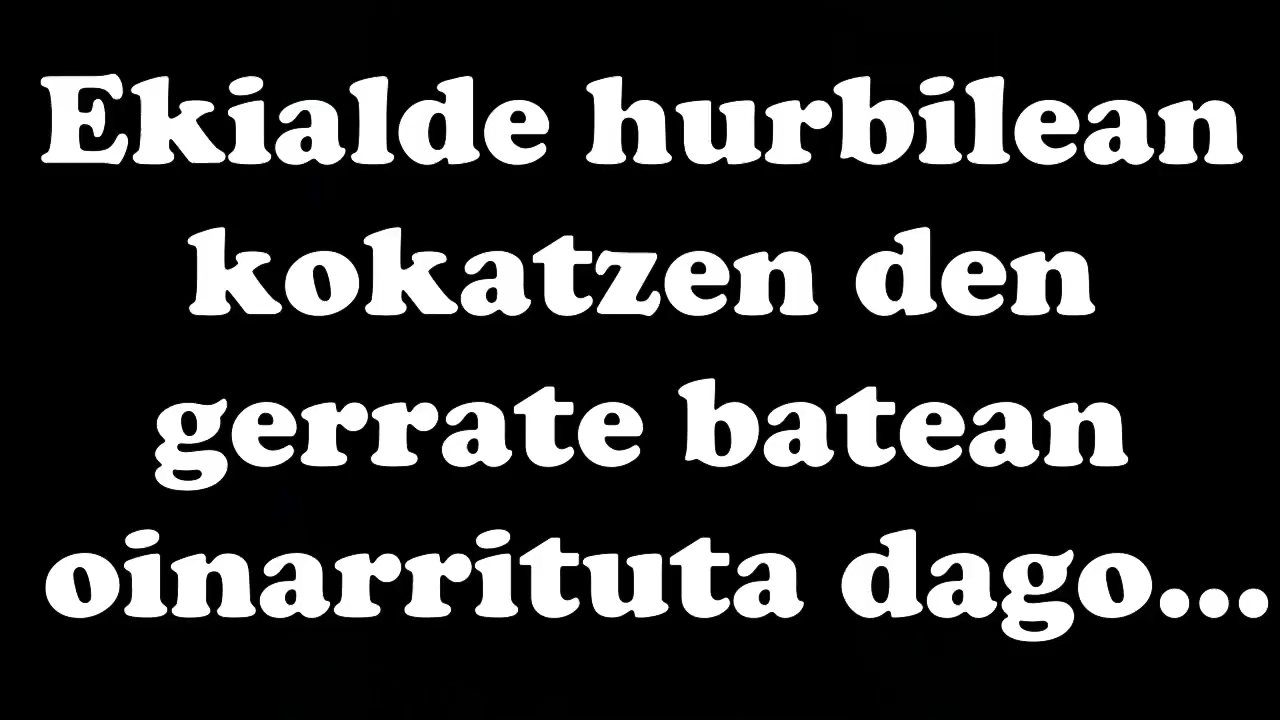 Ekialde hurbilean
kokatzen den
gerrate batean
oinarrituta dago...